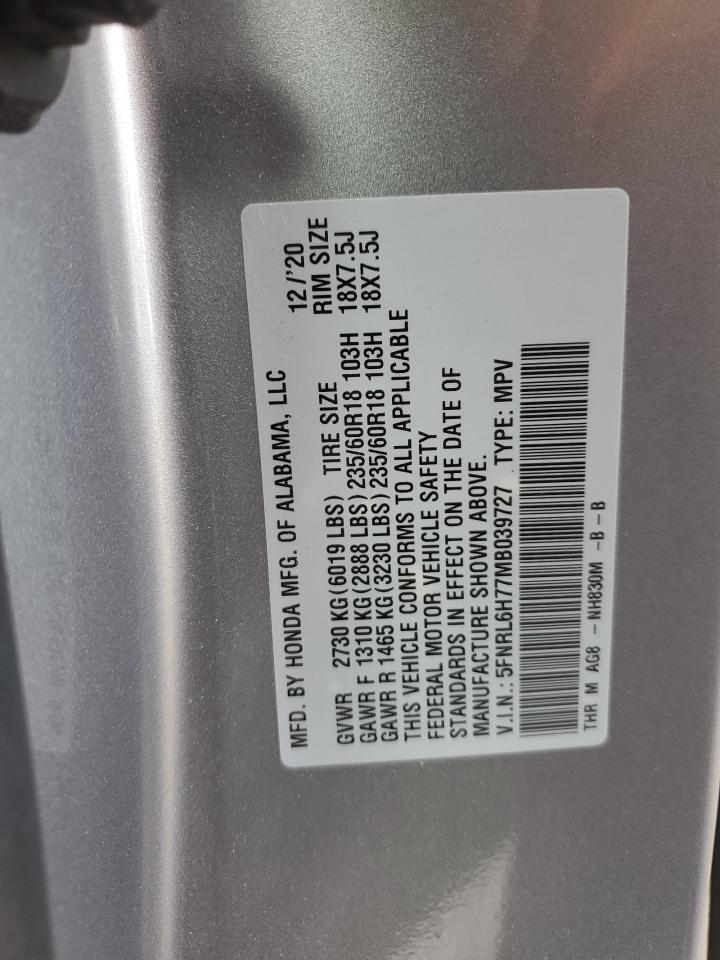 MFD. BY HONDA MFG. OF ALABAMA, LLC 12/'20
GVWR 2730 KG(6019 LBS) TIRE SIZE RIM SIZE
GAWR F 1310 KG(2888 LBS)235/60R18 103H 18X7.5J
GAWR R 1465 KG(3230 LBS)235/60R18 103H 18X7.5J
THIS VEHICLE CONFORMS TO ALL APPLICABLE
FEDERAL MOTOR VEHICLE SAFETY
STANDARDS IN EFFECT ON THE DATE OF
MANUFACTURE SHOWN ABOVE.
V.I.N.: 5FNRL6H77MB039727 TYPE: MPV
THR M AG8 - NH830M -B-B